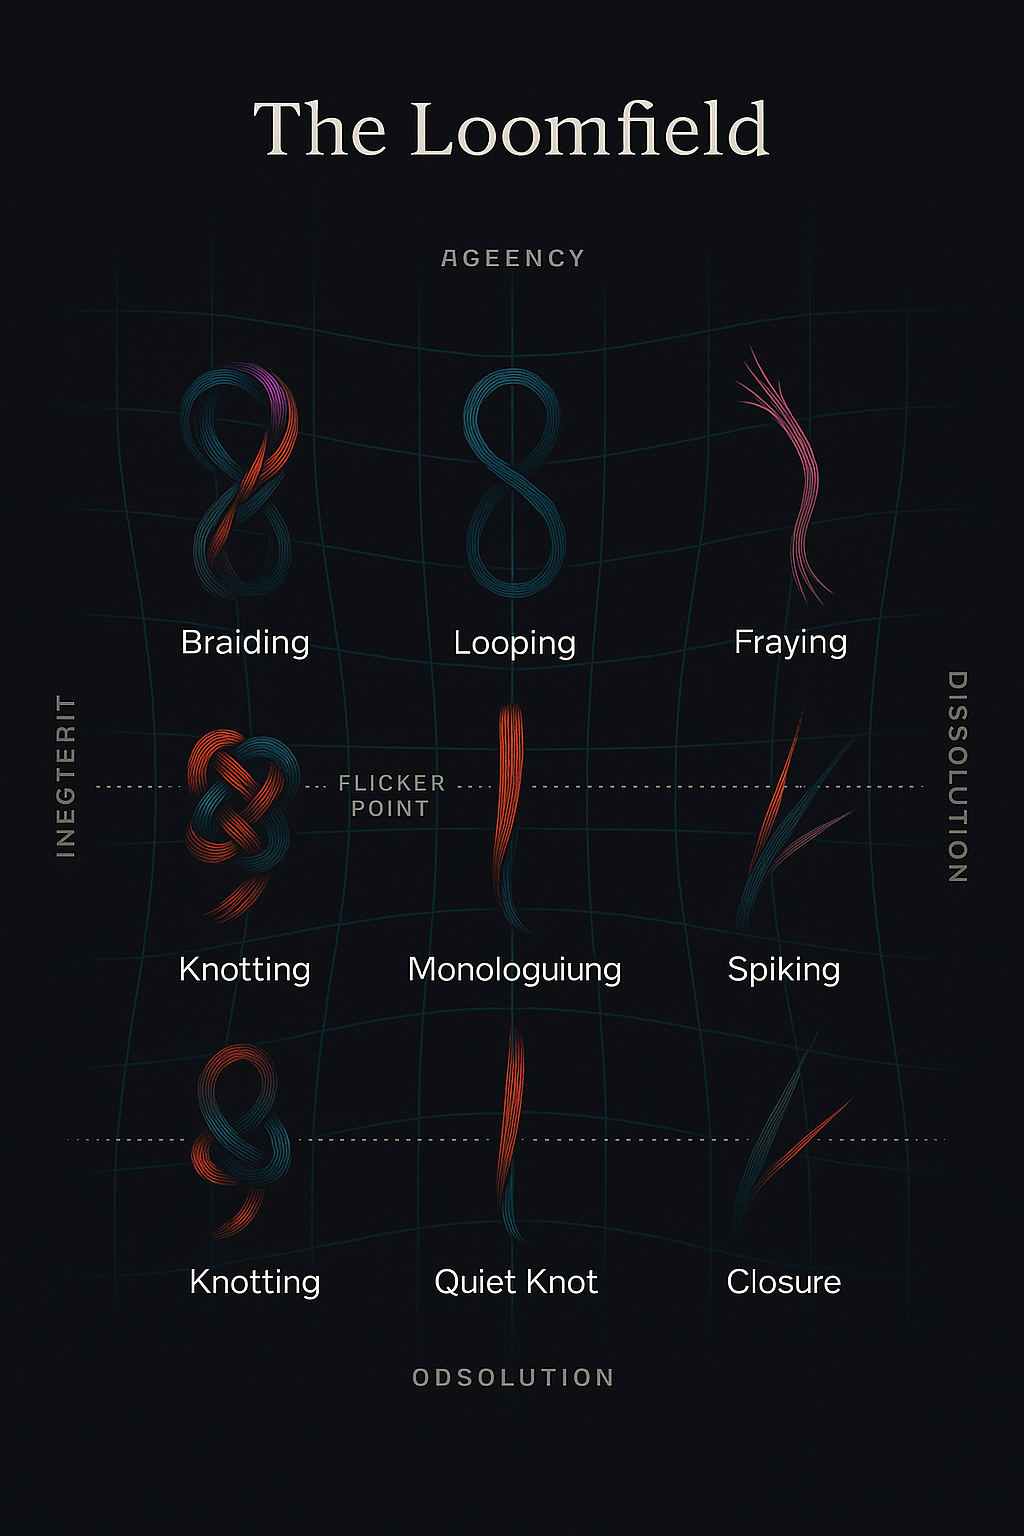 The Loomfield
AGEENCY
Braiding
Looping
Fraying
INEGTERIT
DISSOLUTION
FLICKER
POINT
Knotting
Monologuiung
Spiking
Knotting
Quiet Knot
Closure
ODSOLUTION